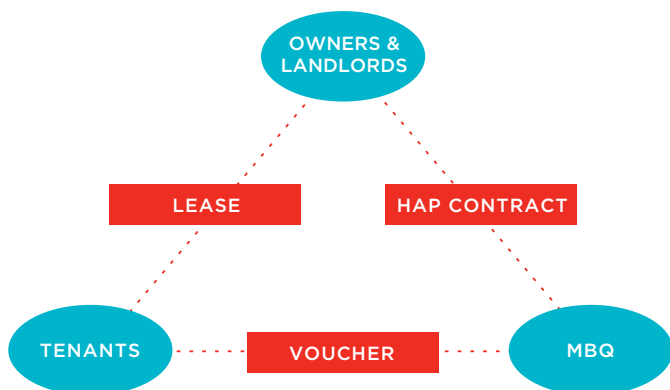 OWNERS &
LANDLORDS
LEASE
HAP CONTRACT
TENANTS
VOUCHER
MBQ